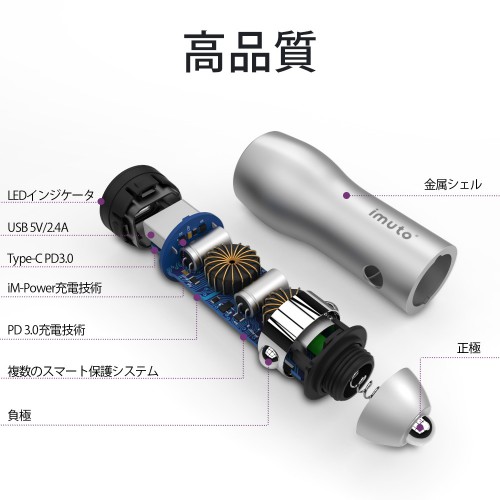 高品質
金属シェル
imuto
LEDインジケータ
USB 5V/2.4A
Type-C PD3.0
iM-Power充電技術
PD 3.0充電技術
複数のスマート保護システム
負極
正極